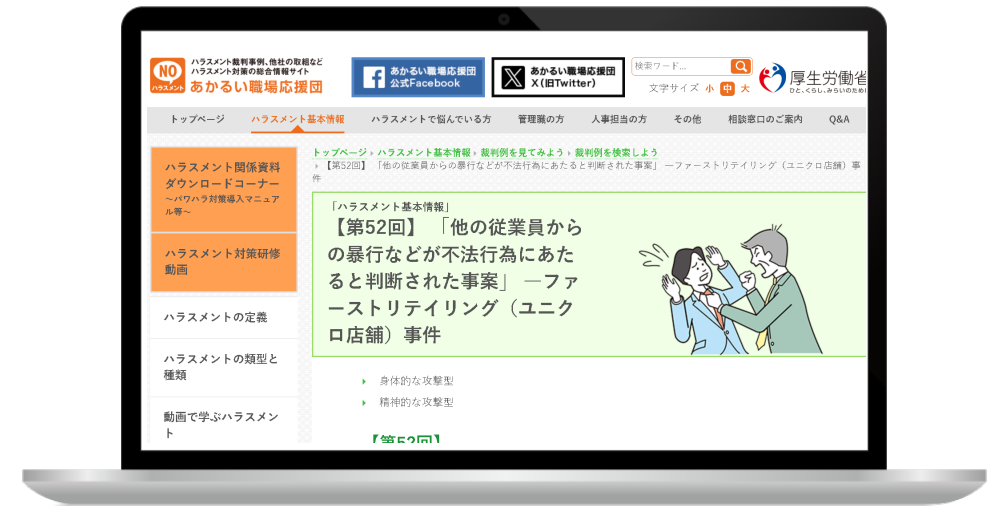 NO
ハラスメント
ハラスメント裁判事例、他社の取組など
ハラスメント対策の総合情報サイト
あかるい職場応援団
あかるい職場応援団
公式Facebook
あかるい職場応援団
X(旧Twitter)
検索ワード...
文字サイズ 小 中 大
厚生労働省
ひと、くらし、みらいのため
トップページ ハラスメント基本情報 ハラスメントで悩んでいる方 管理職の方 人事担当の方 その他 相談窓口のご案内 Q&A
ハラスメント関係資料
ダウンロードコーナー
～パワハラ対策導入マニュア
ル等～
ハラスメント対策研修
動画
ハラスメントの定義
ハラスメントの類型と
種類
動画で学ぶハラスメン
ト
トップページ › ハラスメント基本情報 › 裁判例を見てみよう › 裁判例を検索しよう
› 【第52回】 「他の従業員からの暴行などが不法行為にあたると判断された事案」 ―ファーストリテイリング（ユニクロ店舗）事
件
「ハラスメント基本情報」
【第52回】 「他の従業員から
の暴行などが不法行為にあた
ると判断された事案」 ―ファ
ーストリテイリング（ユニク
ロ店舗）事件
身体的な攻撃型
精神的な攻撃型
【第52回】